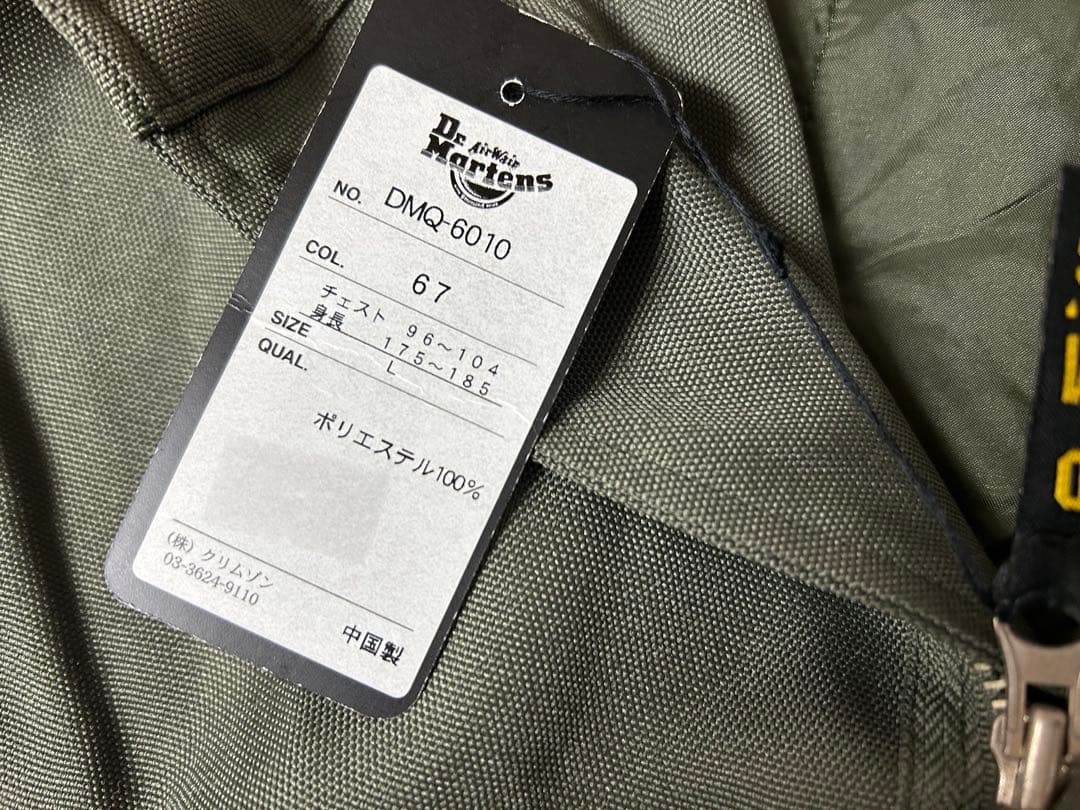 Dr. AirWair
Martens
NO. DMQ-6010
COL. 67
チェスト 96～104
身長 175～185
SIZE L
QUAL.
ポリエステル100%
(株) クリムゾン
03-3624-9110
中国製